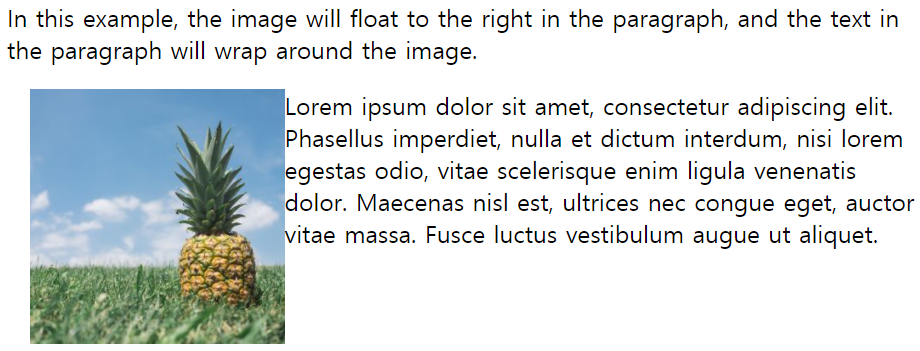 In this example, the image will float to the right in the paragraph, and the text in
the paragraph will wrap around the image.
Lorem ipsum dolor sit amet, consectetur adipiscing elit.
Phasellus imperdiet, nulla et dictum interdum, nisi lorem
egestas odio, vitae scelerisque enim ligula venenatis
dolor. Maecenas nisl est, ultrices nec congue eget, auctor
vitae massa. Fusce luctus vestibulum augue ut aliquet.